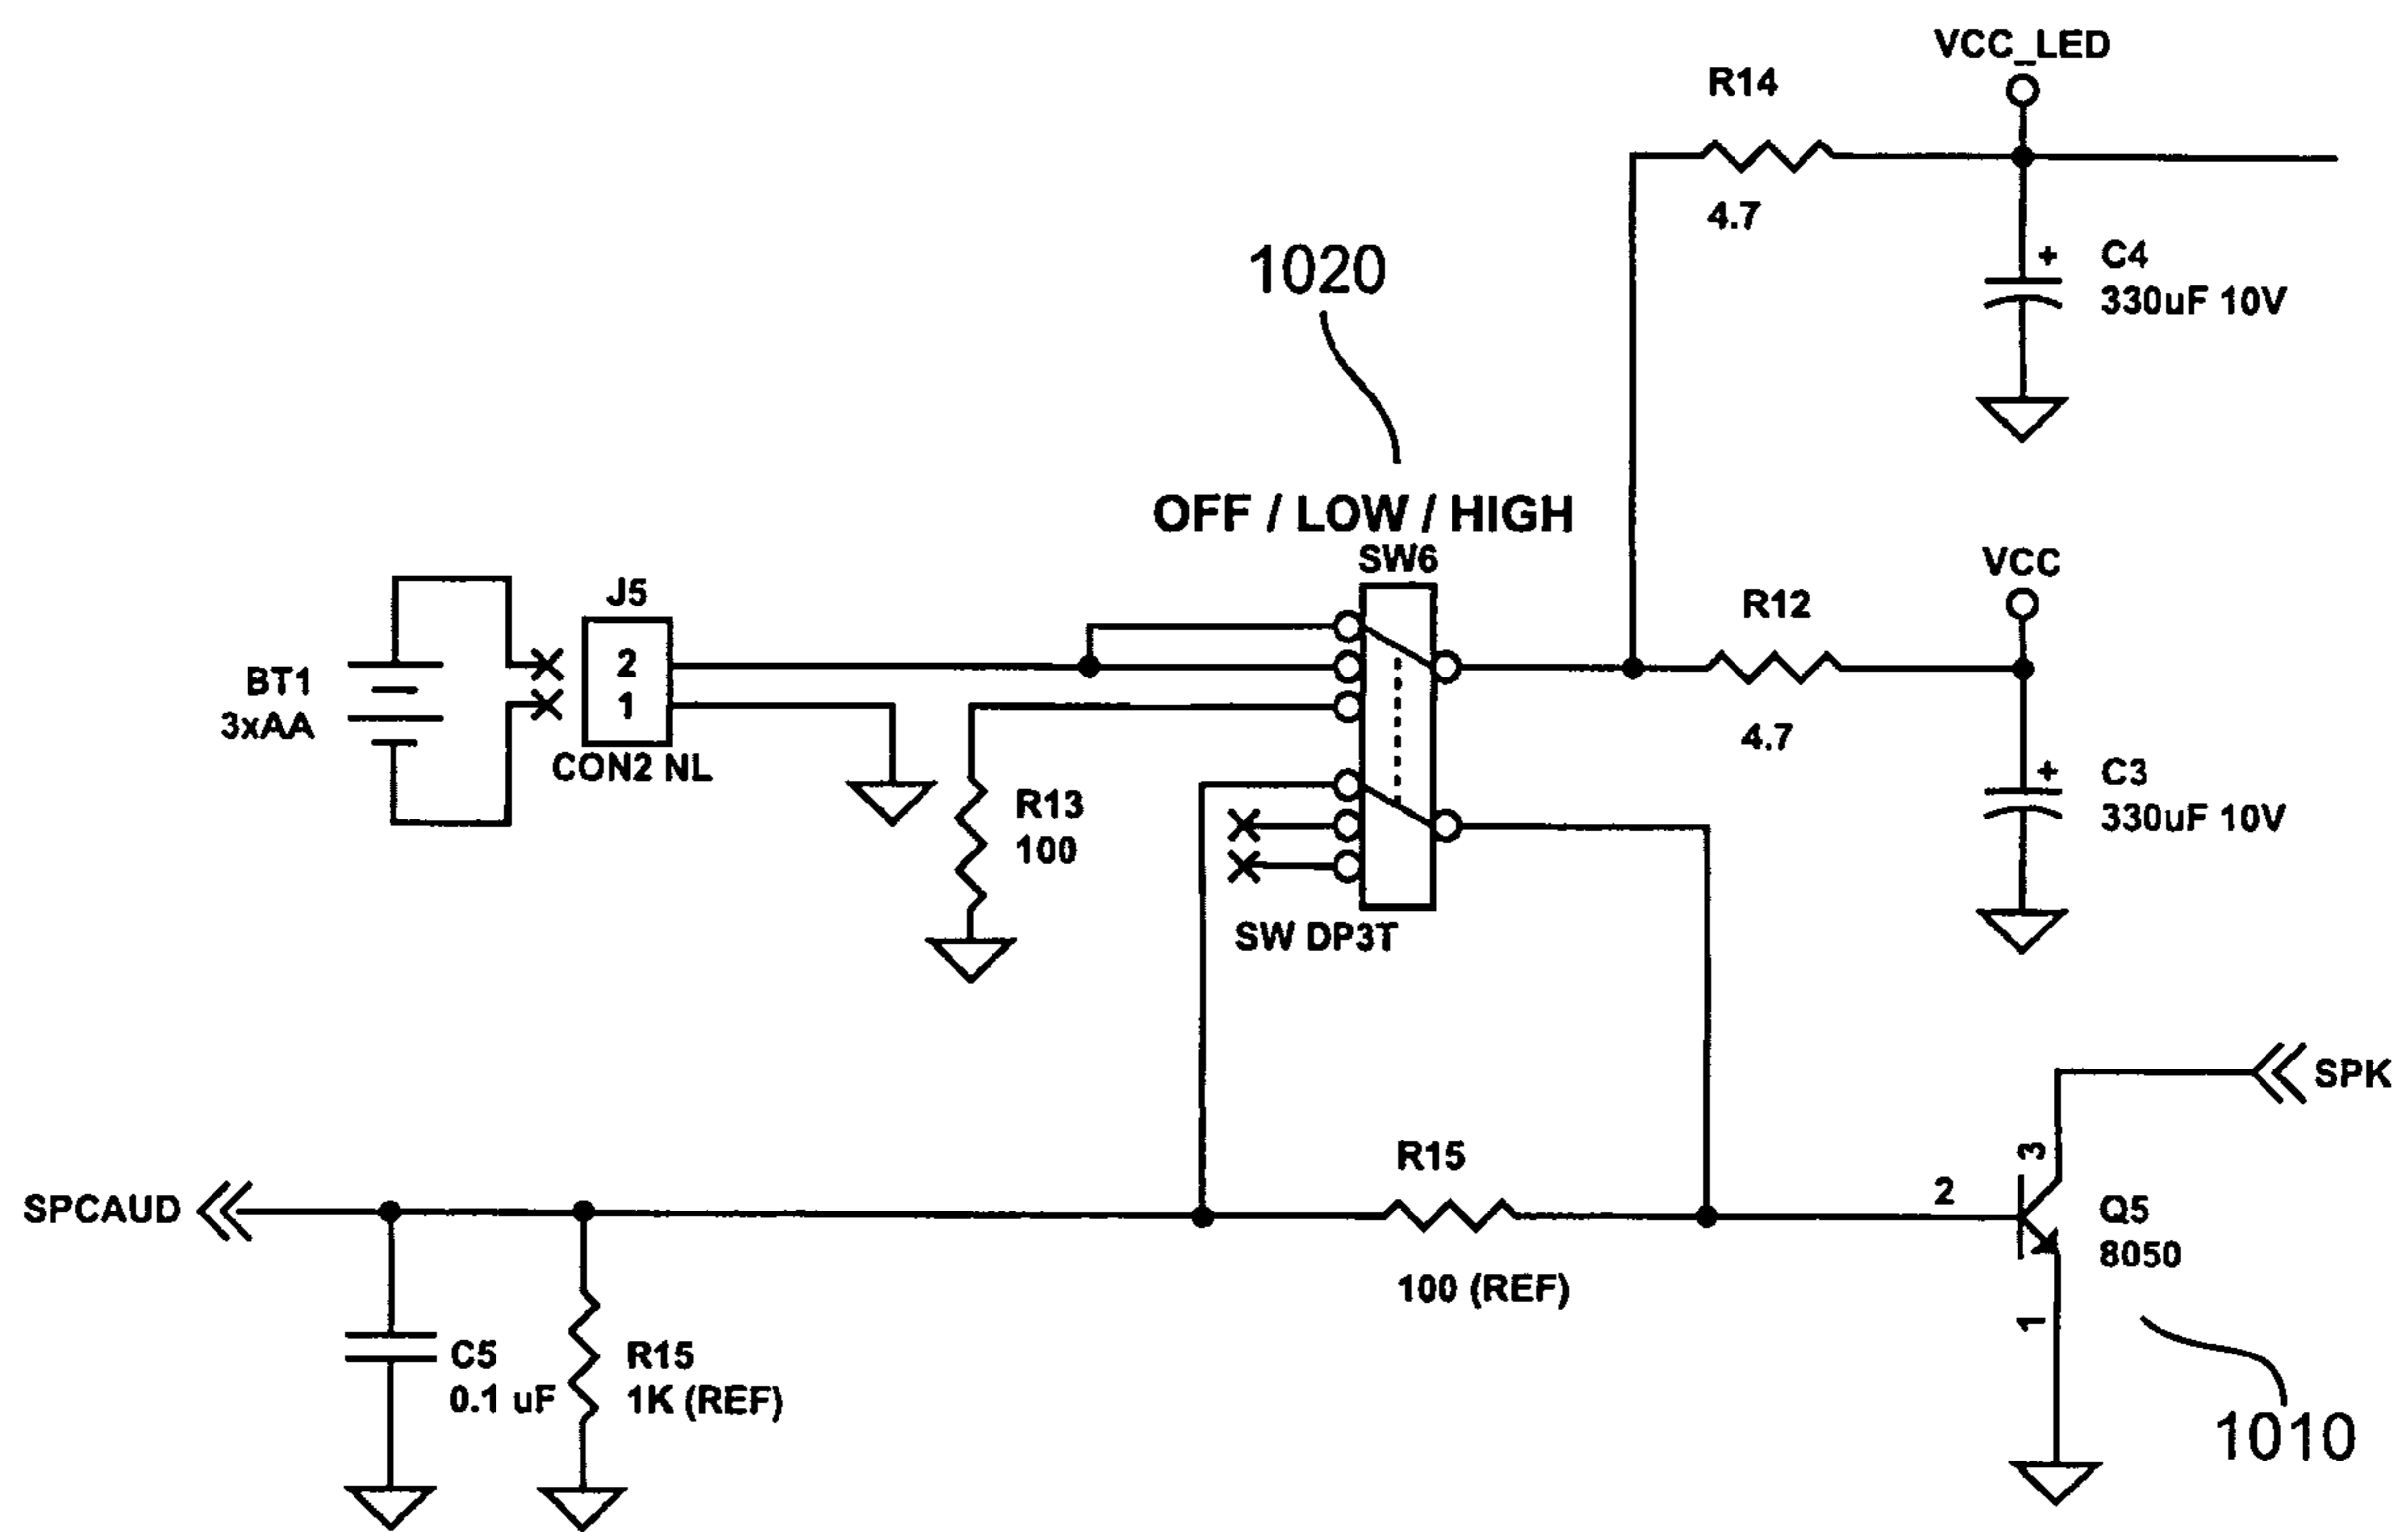 VCC_LED
R14
4.7
+
C4
330uF 10V
1020
OFF / LOW / HIGH
SW6
VCC
R12
4.7
+
C3
330uF 10V
J5
2
1
CON2 NL
BT1
3xAA
R13
100
SW DP3T
SPK
3
2
Q5
8050
1
1010
SPCAUD
R15
100 (REF)
C5
0.1 uF
R15
1K (REF)